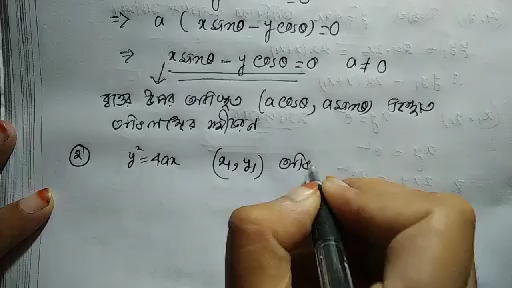 => a (x sinθ - y cosθ) = 0
=> x sinθ - y cosθ = 0 a ≠ 0
বৃত্তের উপর অবস্থিত (a cosθ, a sinθ) বিন্দুতে
অভিলম্বের সমীকরণ
② y² = 4ax (x₁, y₁) অভি